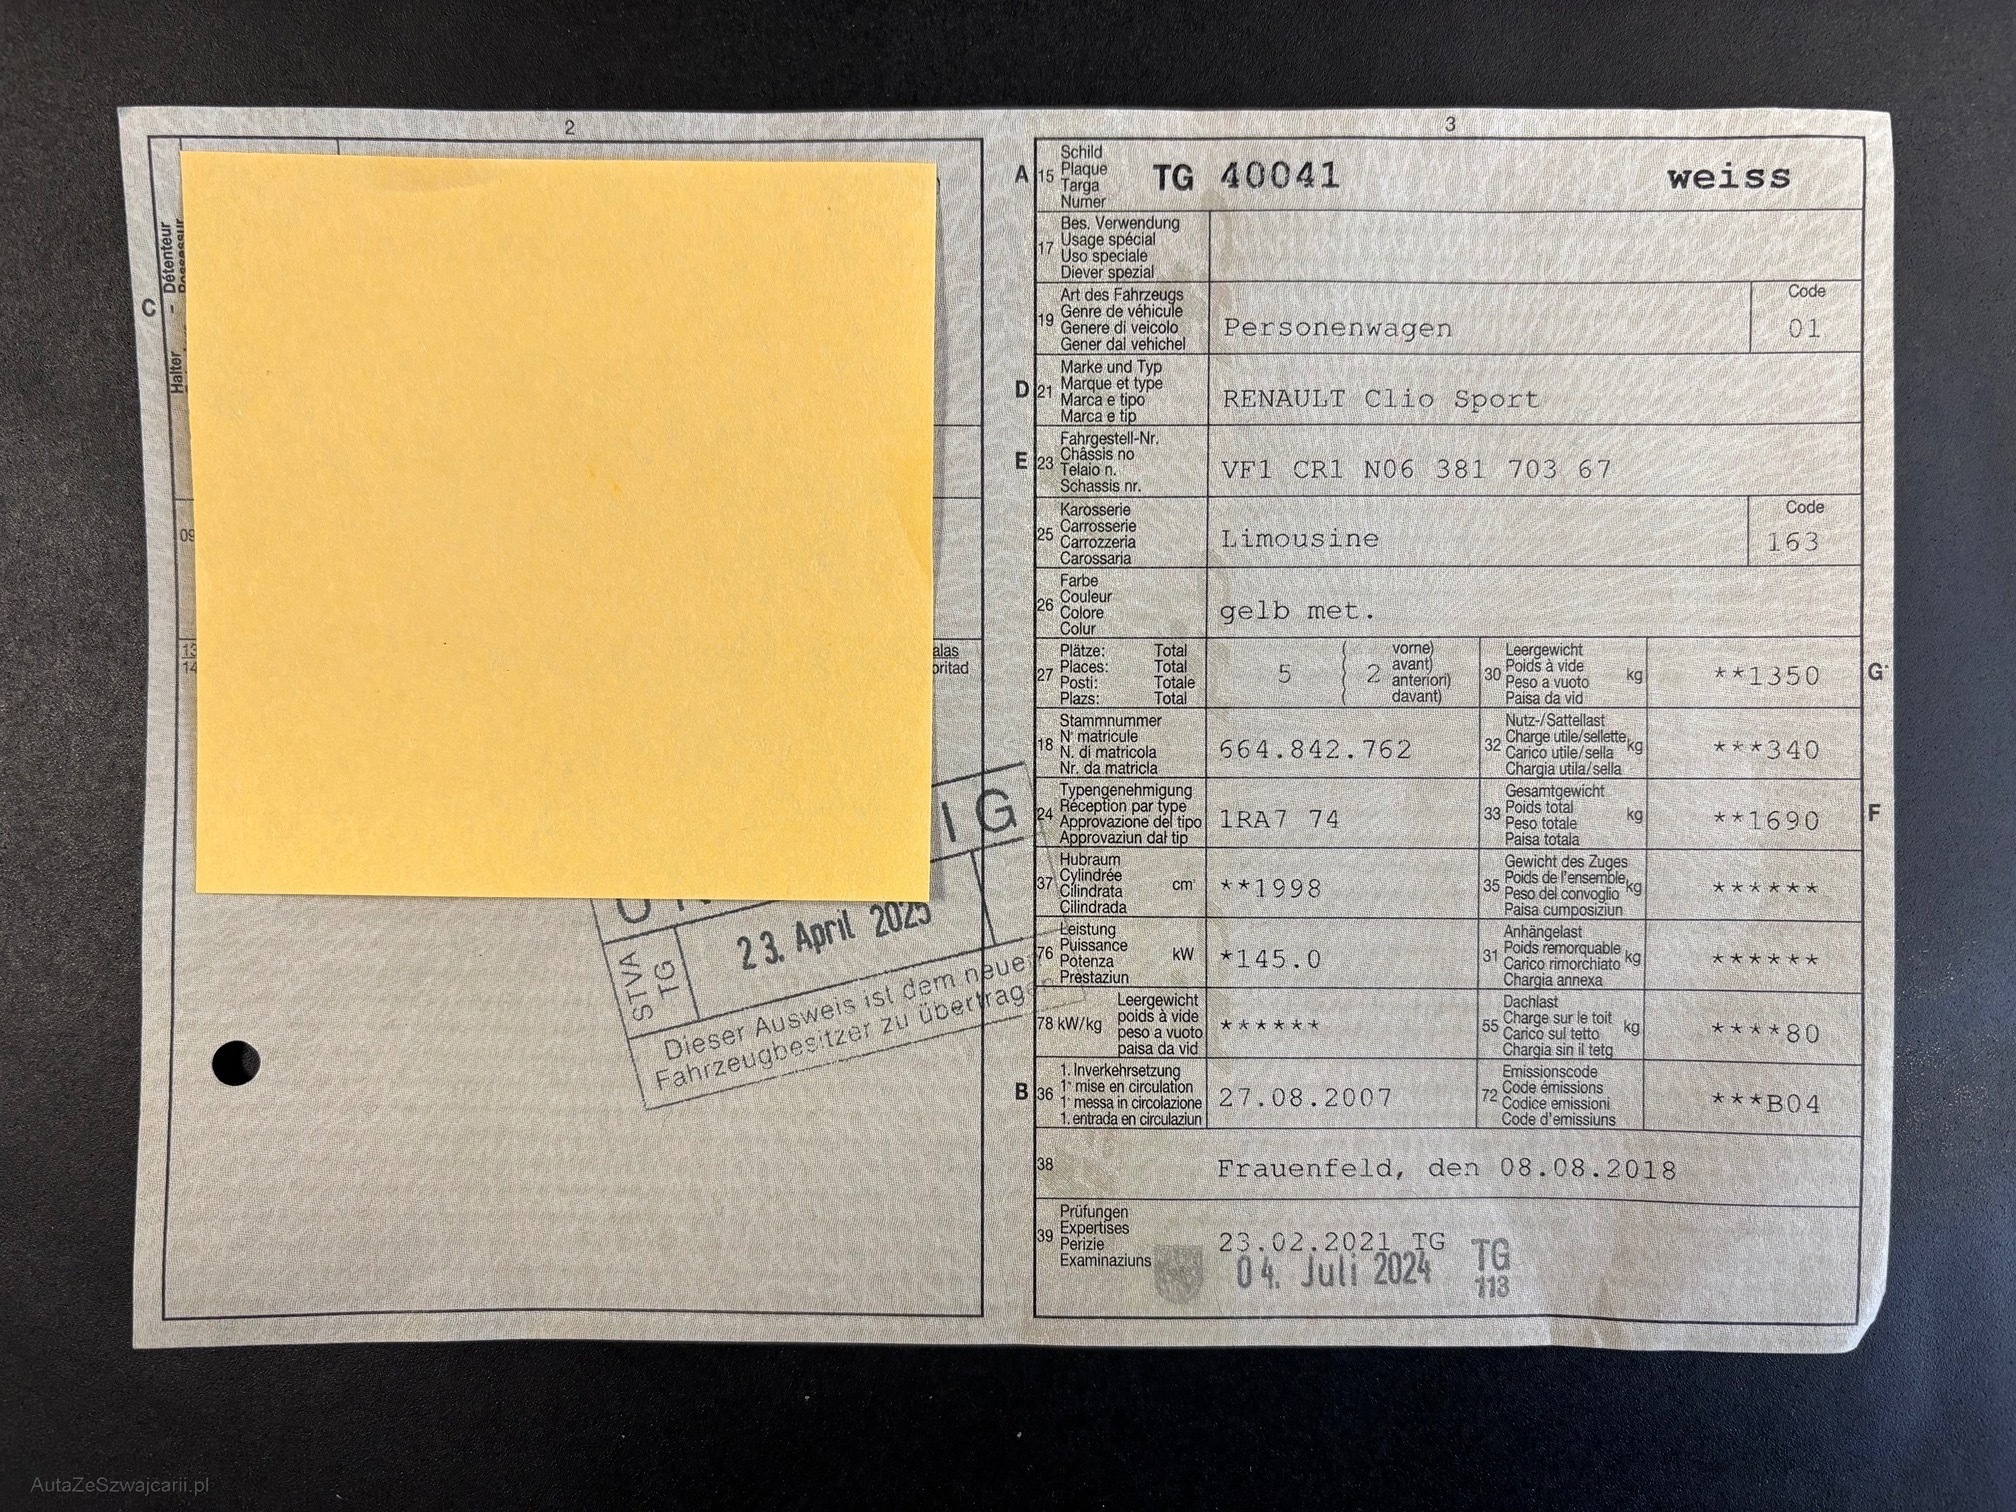 2
3
C
Halter - Détenteur
Possesseur
09
13
14
alas
oritad
IG
STVA
TG
23. April 2025
Dieser Ausweis ist dem neuen
Fahrzeugbesitzer zu übertragen
A 15 Schild
Plaque
Targa
Numer
TG 40041 weiss
17 Bes. Verwendung
Usage spécial
Uso speciale
Diever spezial
19 Art des Fahrzeugs
Genre de véhicule
Genere di veicolo
Gener dal vehichel
Personenwagen
Code
01
D 21 Marke und Typ
Marque et type
Marca e tipo
Marca e tip
RENAULT Clio Sport
E 23 Fahrgestell-Nr.
Châssis no
Telaio n.
Schassis nr.
VF1 CR1 N06 381 703 67
25 Karosserie
Carrosserie
Carrozzeria
Carossaria
Limousine
Code
163
26 Farbe
Couleur
Colore
Colur
gelb met.
27 Plätze: Total
Places: Total
Posti: Totale
Plazs: Total
5 ( 2 vorne)
avant)
anteriori)
davant)
30 Leergewicht
Poids à vide
Peso a vuoto
Paisa da vid
kg
**1350 G
18 Stammnummer
N° matricule
N. di matricola
Nr. da matricla
664.842.762
32 Nutz-/Sattellast
Charge utile/sellette
Carico utile/sella
Chargia utila/sella
kg
***340
24 Typengenehmigung
Réception par type
Approvazione del tipo
Approvaziun dal tip
1RA7 74
33 Gesamtgewicht
Poids total
Peso totale
Paisa totala
kg
**1690 F
37 Hubraum
Cylindrée
Cilindrata
Cilindrada
cm³
**1998
35 Gewicht des Zuges
Poids de l'ensemble
Peso del convoglio
Paisa cumposiziun
kg
******
76 Leistung
Puissance
Potenza
Prestaziun
kW
*145.0
31 Anhängelast
Poids remorquable
Carico rimorchiato
Chargia annexa
kg
******
78 kW/kg Leergewicht
poids à vide
peso a vuoto
paisa da vid
******
55 Dachlast
Charge sur le toit
Carico sul tetto
Chargia sin il tetg
kg
****80
B 36 1. Inverkehrsetzung
1° mise en circulation
1° messa in circolazione
1. entrada en circulaziun
27.08.2007
72 Emissionscode
Code émissions
Codice emissioni
Code d'emissiuns
***B04
38 Frauenfeld, den 08.08.2018
39 Prüfungen
Expertises
Perizie
Examinaziuns
23.02.2021 TG
04. Juli 2024 TG
113
AutaZeSzwajcarii.pl